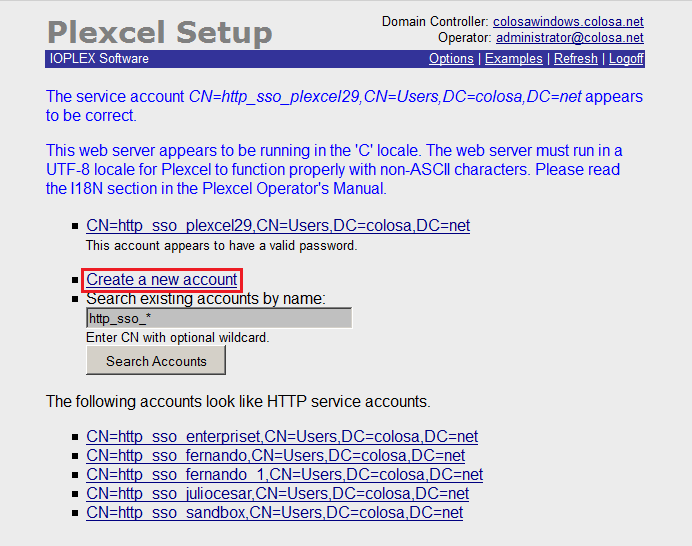 Plexcel Setup
Domain Controller: colosawindows.colosa.net
Operator: administrator@colosa.net
IOPLEX Software
Options | Examples | Refresh | Logoff
The service account CN=http_sso_plexcel29,CN=Users,DC=colosa,DC=net appears
to be correct.
This web server appears to be running in the 'C' locale. The web server must run in a
UTF-8 locale for Plexcel to function properly with non-ASCII characters. Please read
the I18N section in the Plexcel Operator's Manual.
CN=http_sso_plexcel29,CN=Users,DC=colosa,DC=net
This account appears to have a valid password.
Create a new account
Search existing accounts by name:
http_sso_*
Enter CN with optional wildcard.
Search Accounts
The following accounts look like HTTP service accounts.
CN=http_sso_enterpriset,CN=Users,DC=colosa,DC=net
CN=http_sso_fernando,CN=Users,DC=colosa,DC=net
CN=http_sso_fernando_1,CN=Users,DC=colosa,DC=net
CN=http_sso_juliocesar,CN=Users,DC=colosa,DC=net
CN=http_sso_sandbox,CN=Users,DC=colosa,DC=net